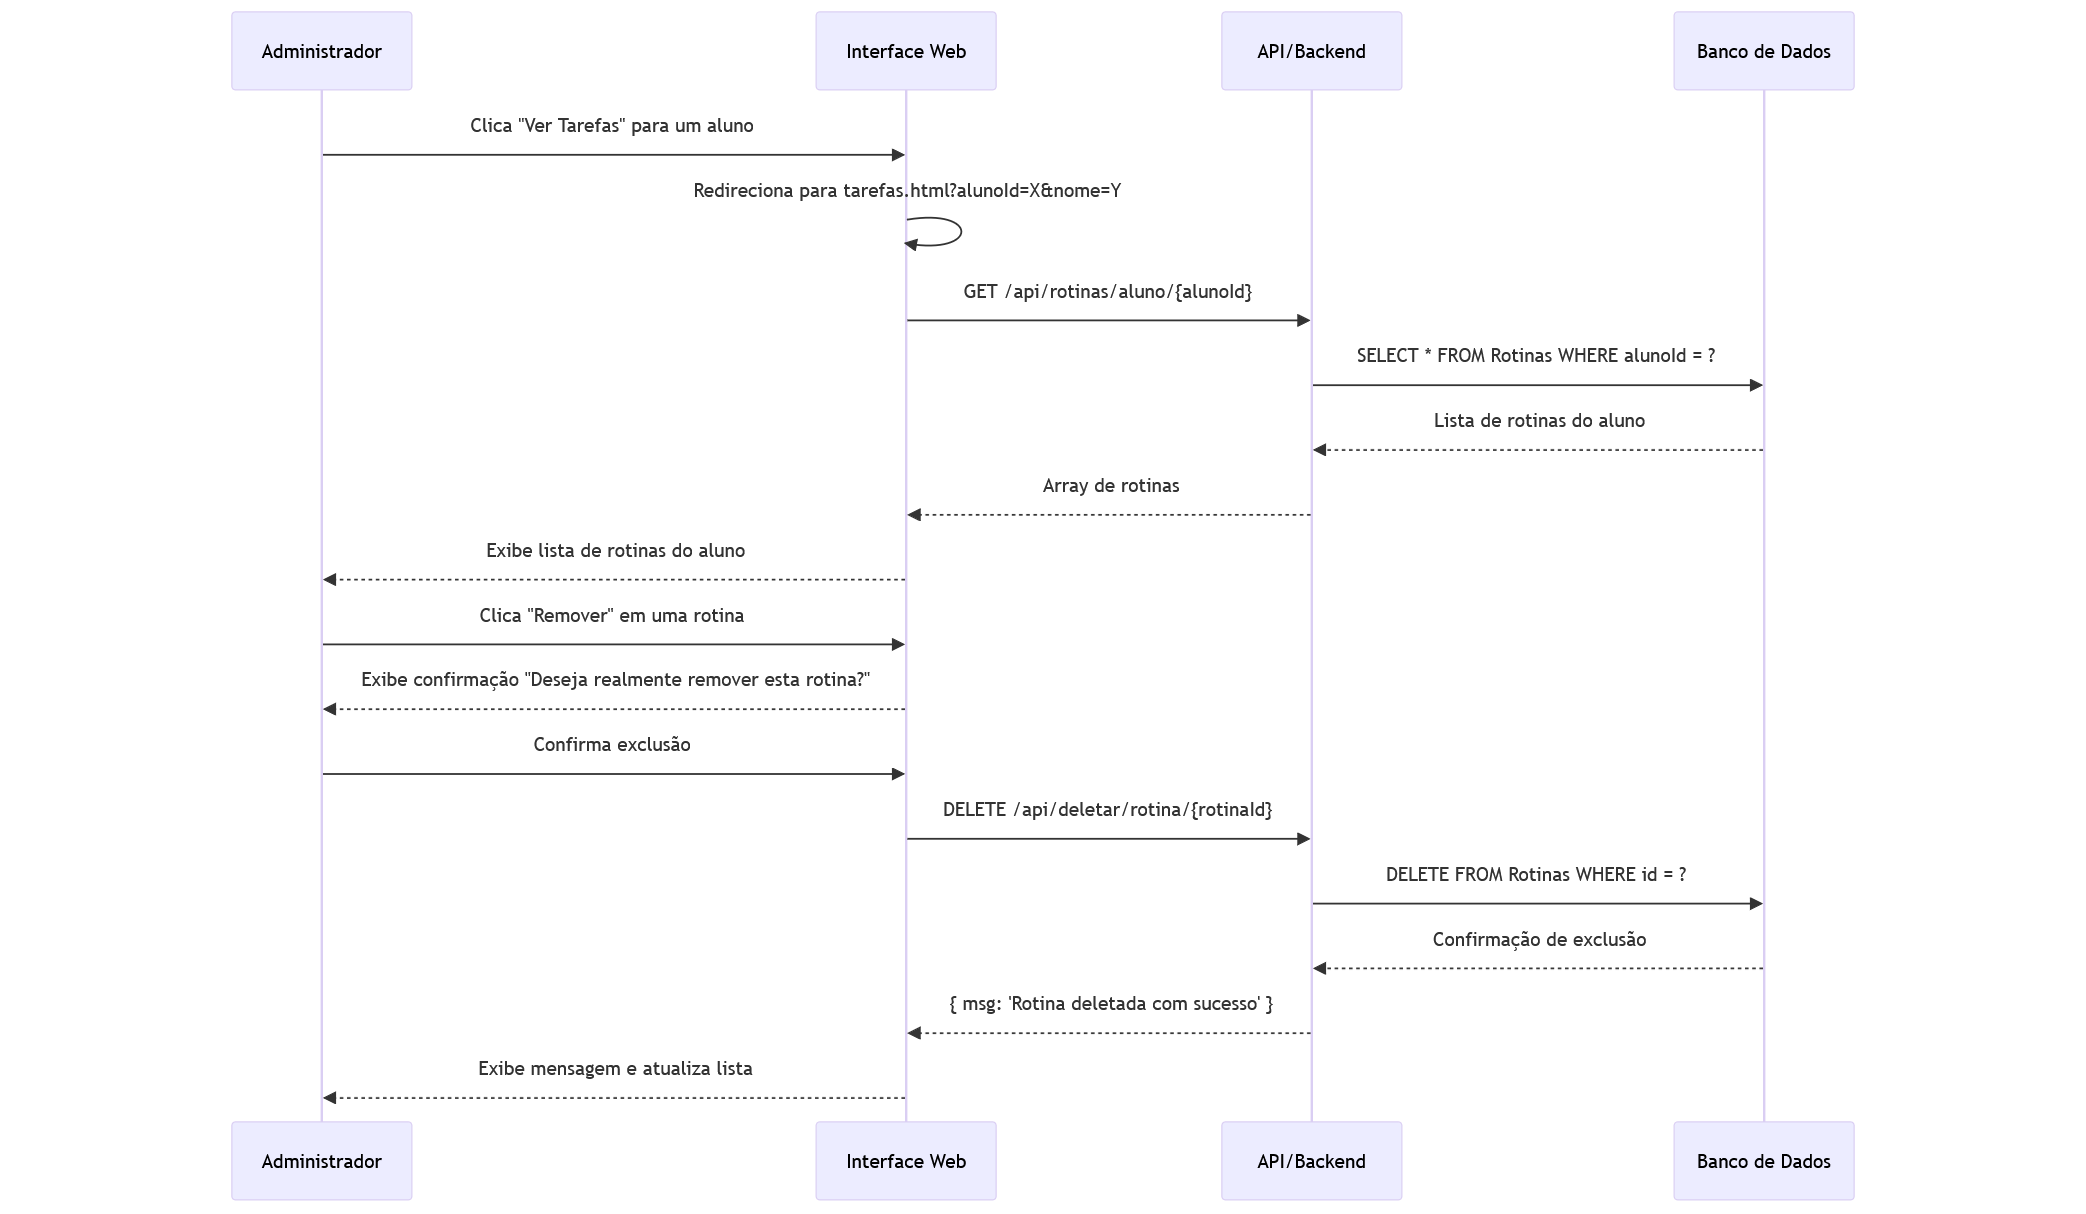 Administrador
Interface Web
API/Backend
Banco de Dados
Clica "Ver Tarefas" para um aluno
Redireciona para tarefas.html?alunoId=X&nome=Y
GET /api/rotinas/aluno/{alunoId}
SELECT * FROM Rotinas WHERE alunoId = ?
Lista de rotinas do aluno
Array de rotinas
Exibe lista de rotinas do aluno
Clica "Remover" em uma rotina
Exibe confirmação "Deseja realmente remover esta rotina?"
Confirma exclusão
DELETE /api/deletar/rotina/{rotinaId}
DELETE FROM Rotinas WHERE id = ?
Confirmação de exclusão
{ msg: 'Rotina deletada com sucesso' }
Exibe mensagem e atualiza lista
Administrador
Interface Web
API/Backend
Banco de Dados